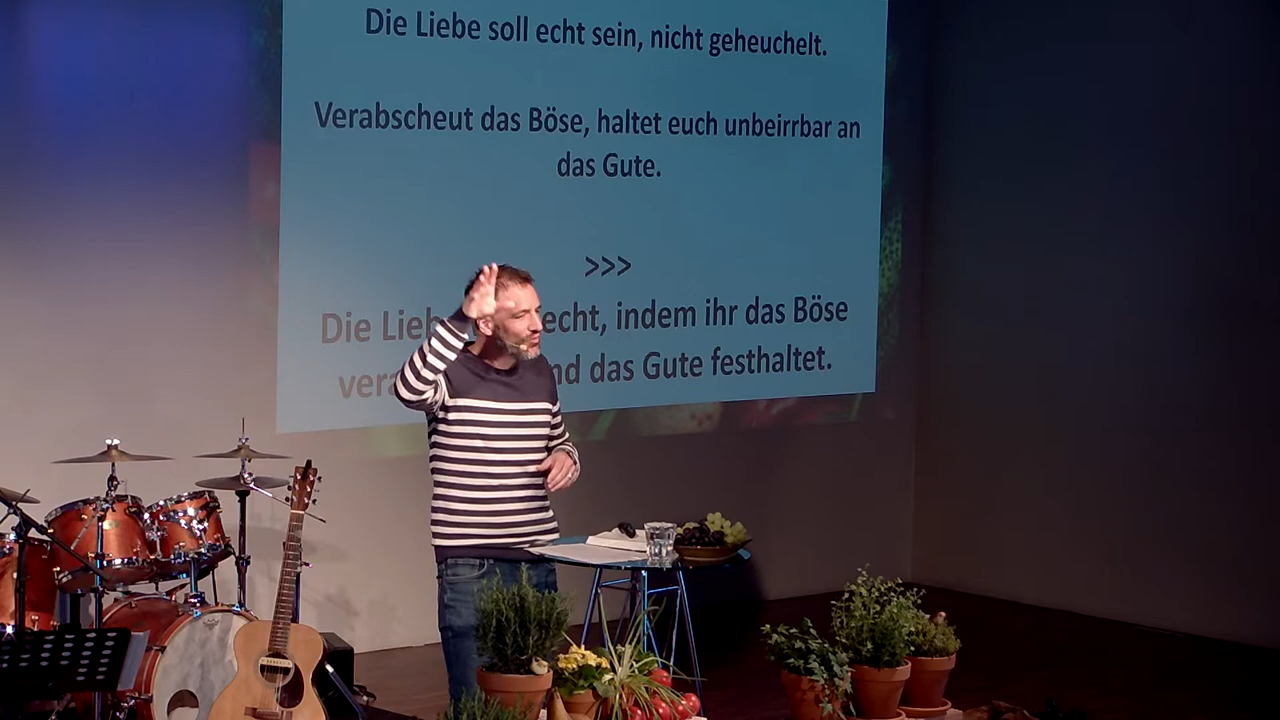 Die Liebe soll echt sein, nicht geheuchelt.
Verabscheut das Böse, haltet euch unbeirrbar an
das Gute.
>>>
Die echt, indem ihr das Böse
das Gute festhaltet.